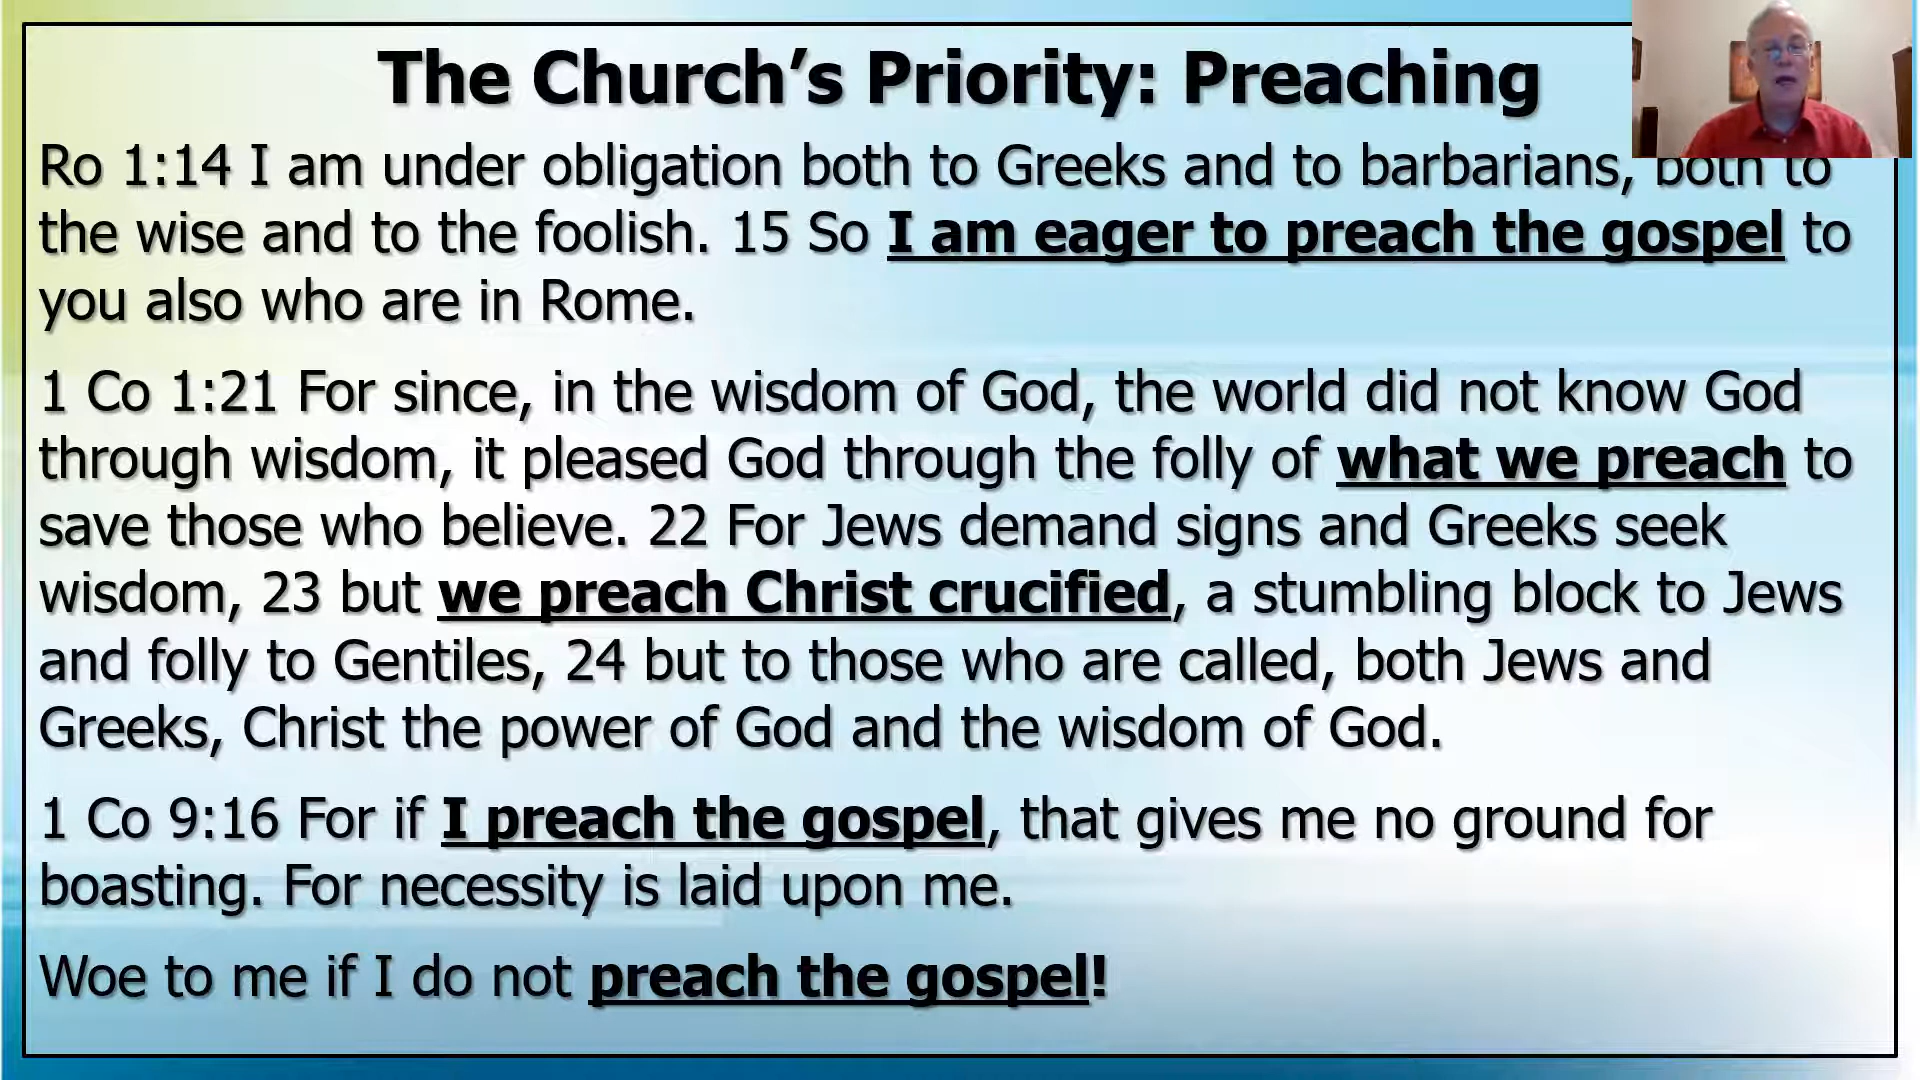 The Church’s Priority: Preaching
Ro 1:14 I am under obligation both to Greeks and to barbarians, both to
the wise and to the foolish. 15 So I am eager to preach the gospel to
you also who are in Rome.
1 Co 1:21 For since, in the wisdom of God, the world did not know God
through wisdom, it pleased God through the folly of what we preach to
save those who believe. 22 For Jews demand signs and Greeks seek
wisdom, 23 but we preach Christ crucified, a stumbling block to Jews
and folly to Gentiles, 24 but to those who are called, both Jews and
Greeks, Christ the power of God and the wisdom of God.
1 Co 9:16 For if I preach the gospel, that gives me no ground for
boasting. For necessity is laid upon me.
Woe to me if I do not preach the gospel!